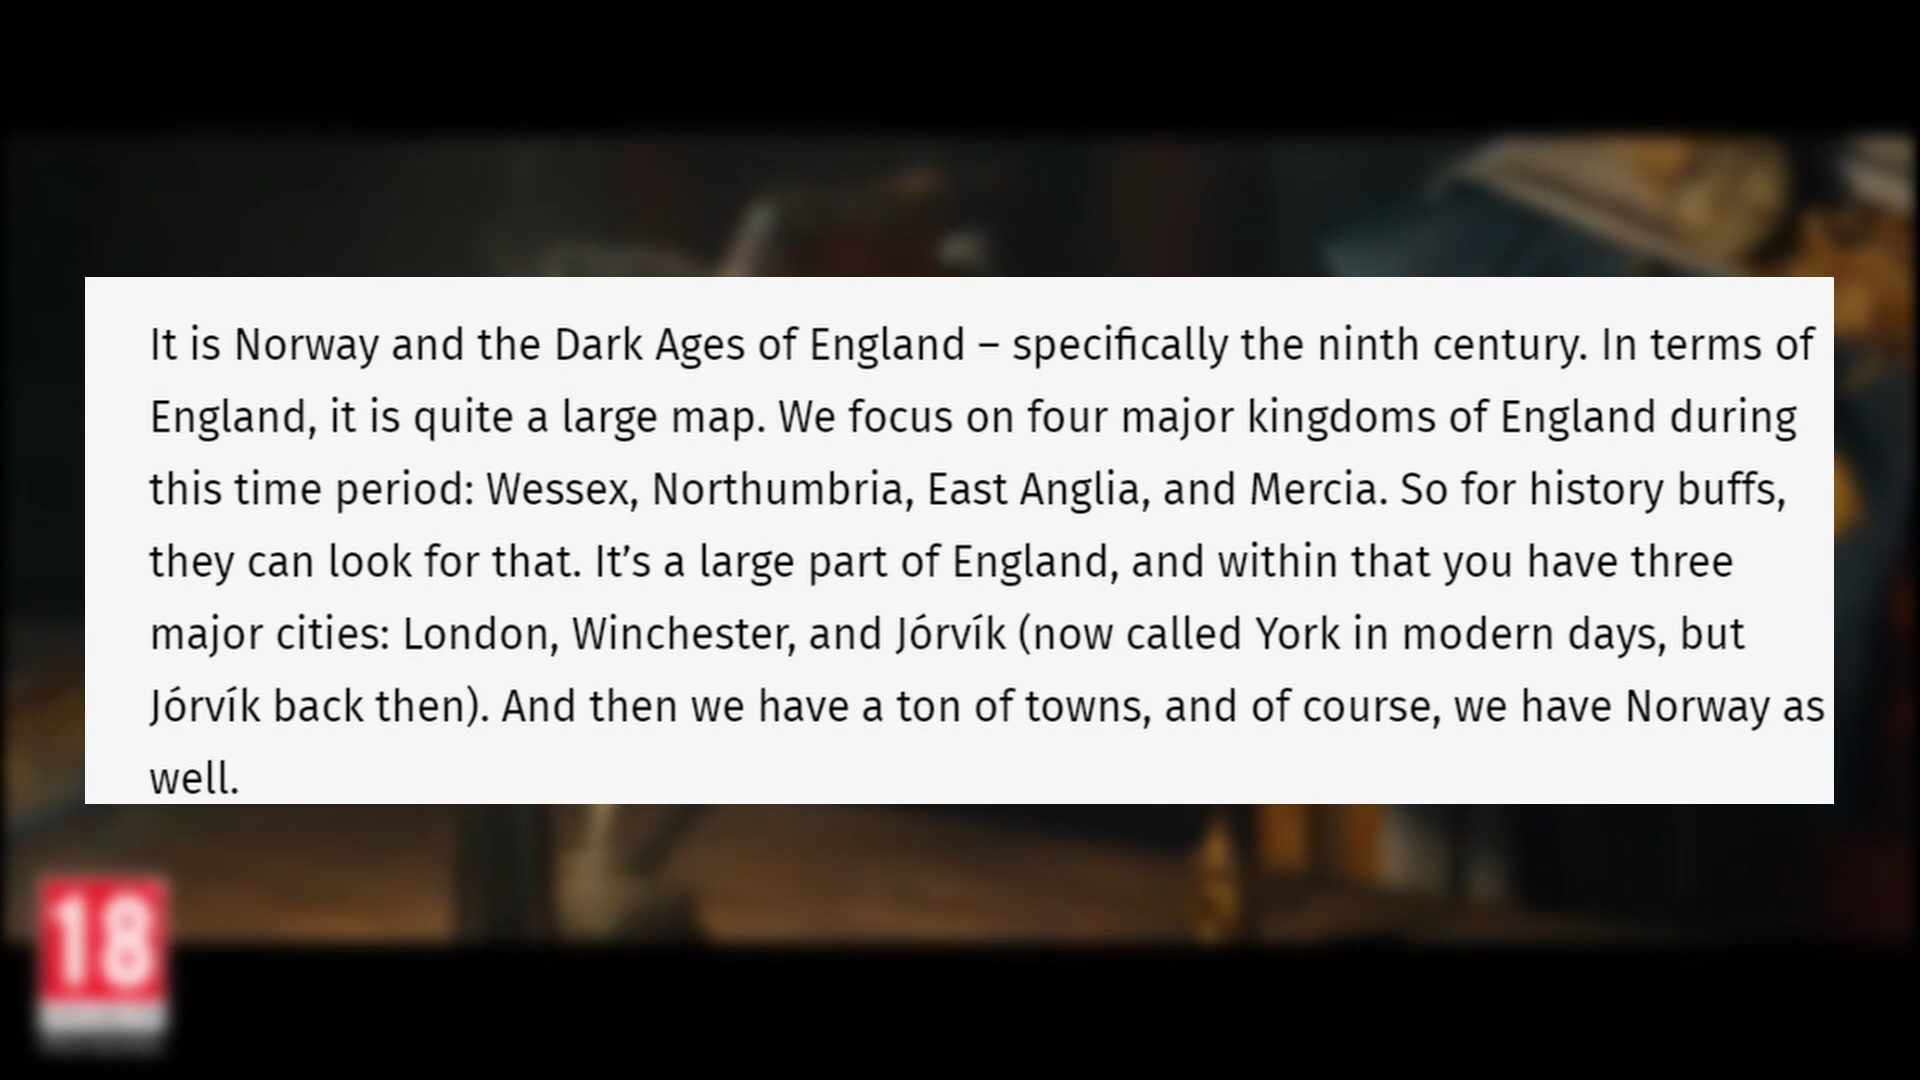 It is Norway and the Dark Ages of England – specifically the ninth century. In terms of
England, it is quite a large map. We focus on four major kingdoms of England during
this time period: Wessex, Northumbria, East Anglia, and Mercia. So for history buffs,
they can look for that. It’s a large part of England, and within that you have three
major cities: London, Winchester, and Jórvík (now called York in modern days, but
Jórvík back then). And then we have a ton of towns, and of course, we have Norway as
well.
18